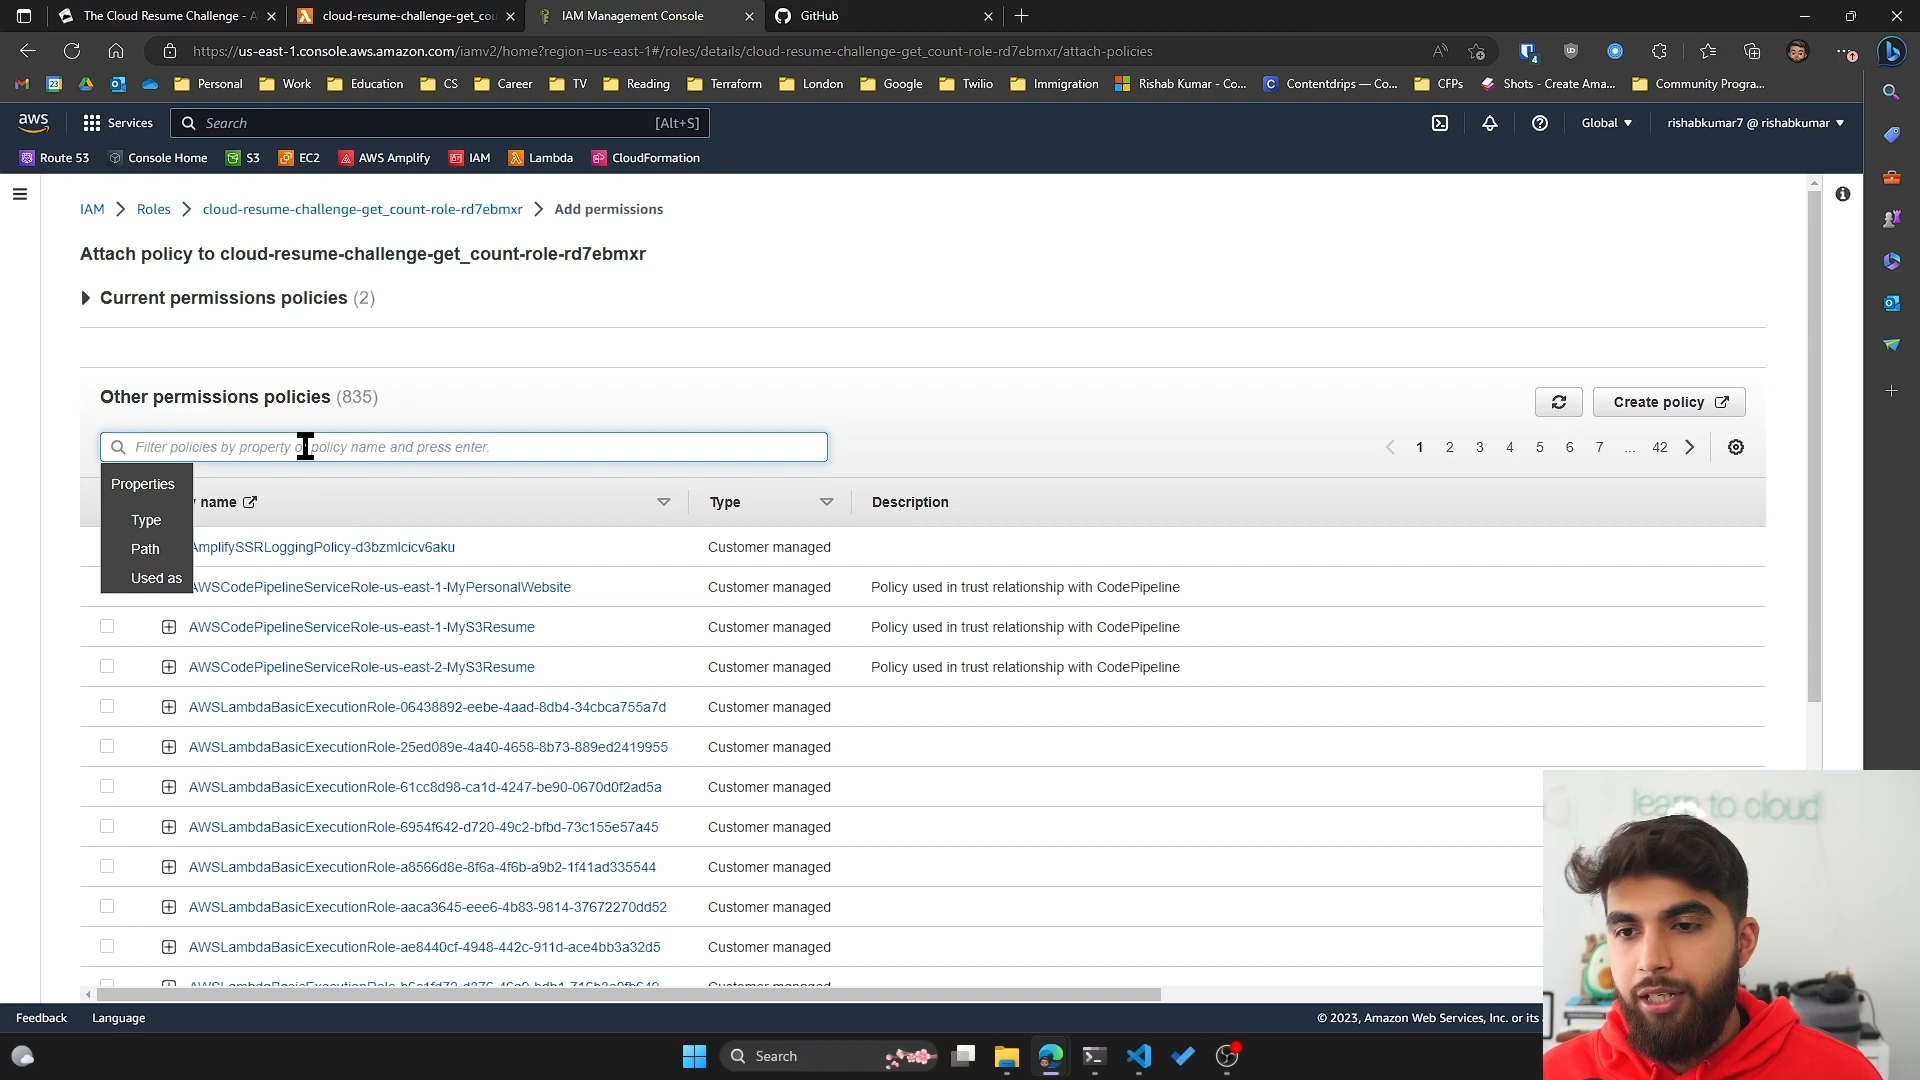 The Cloud Resume Challenge - A
cloud-resume-challenge-get_cou
IAM Management Console
GitHub
https://us-east-1.console.aws.amazon.com/iamv2/home?region=us-east-1#/roles/details/cloud-resume-challenge-get_count-role-rd7ebmxr/attach-policies
Personal
Work
Education
CS
Career
TV
Reading
Terraform
London
Google
Twilio
Immigration
Rishab Kumar - Co...
Contentdrips — Co...
CFPs
Shots - Create Ama...
Community Progra...
aws
Services
Search
[Alt+S]
Global
rishabkumar7 @ rishabkumar
Route 53
Console Home
S3
EC2
AWS Amplify
IAM
Lambda
CloudFormation
IAM > Roles > cloud-resume-challenge-get_count-role-rd7ebmxr > Add permissions
Attach policy to cloud-resume-challenge-get_count-role-rd7ebmxr
Current permissions policies (2)
Other permissions policies (835)
Create policy
Filter policies by property or policy name and press enter.
1 2 3 4 5 6 7 ... 42
Properties
Type
Path
Used as
name
Type
Description
AmplifySSRLoggingPolicy-d3bzmlcicv6aku Customer managed
AWSCodePipelineServiceRole-us-east-1-MyPersonalWebsite Customer managed Policy used in trust relationship with CodePipeline
AWSCodePipelineServiceRole-us-east-1-MyS3Resume Customer managed Policy used in trust relationship with CodePipeline
AWSCodePipelineServiceRole-us-east-2-MyS3Resume Customer managed Policy used in trust relationship with CodePipeline
AWSLambdaBasicExecutionRole-06438892-eebe-4aad-8db4-34cbca755a7d Customer managed
AWSLambdaBasicExecutionRole-25ed089e-4a40-4658-8b73-889ed2419955 Customer managed
AWSLambdaBasicExecutionRole-61cc8d98-ca1d-4247-be90-0670d0f2ad5a Customer managed
AWSLambdaBasicExecutionRole-6954f642-d720-49c2-bfbd-73c155e57a45 Customer managed
AWSLambdaBasicExecutionRole-a8566d8e-8f6a-4f6b-a9b2-1f41ad335544 Customer managed
AWSLambdaBasicExecutionRole-aaca3645-eee6-4b83-9814-37672270dd52 Customer managed
AWSLambdaBasicExecutionRole-ae8440cf-4948-442c-911d-ace4bb3a32d5 Customer managed
learn to cloud
Feedback
Language
© 2023, Amazon Web Services, Inc. or its
Search